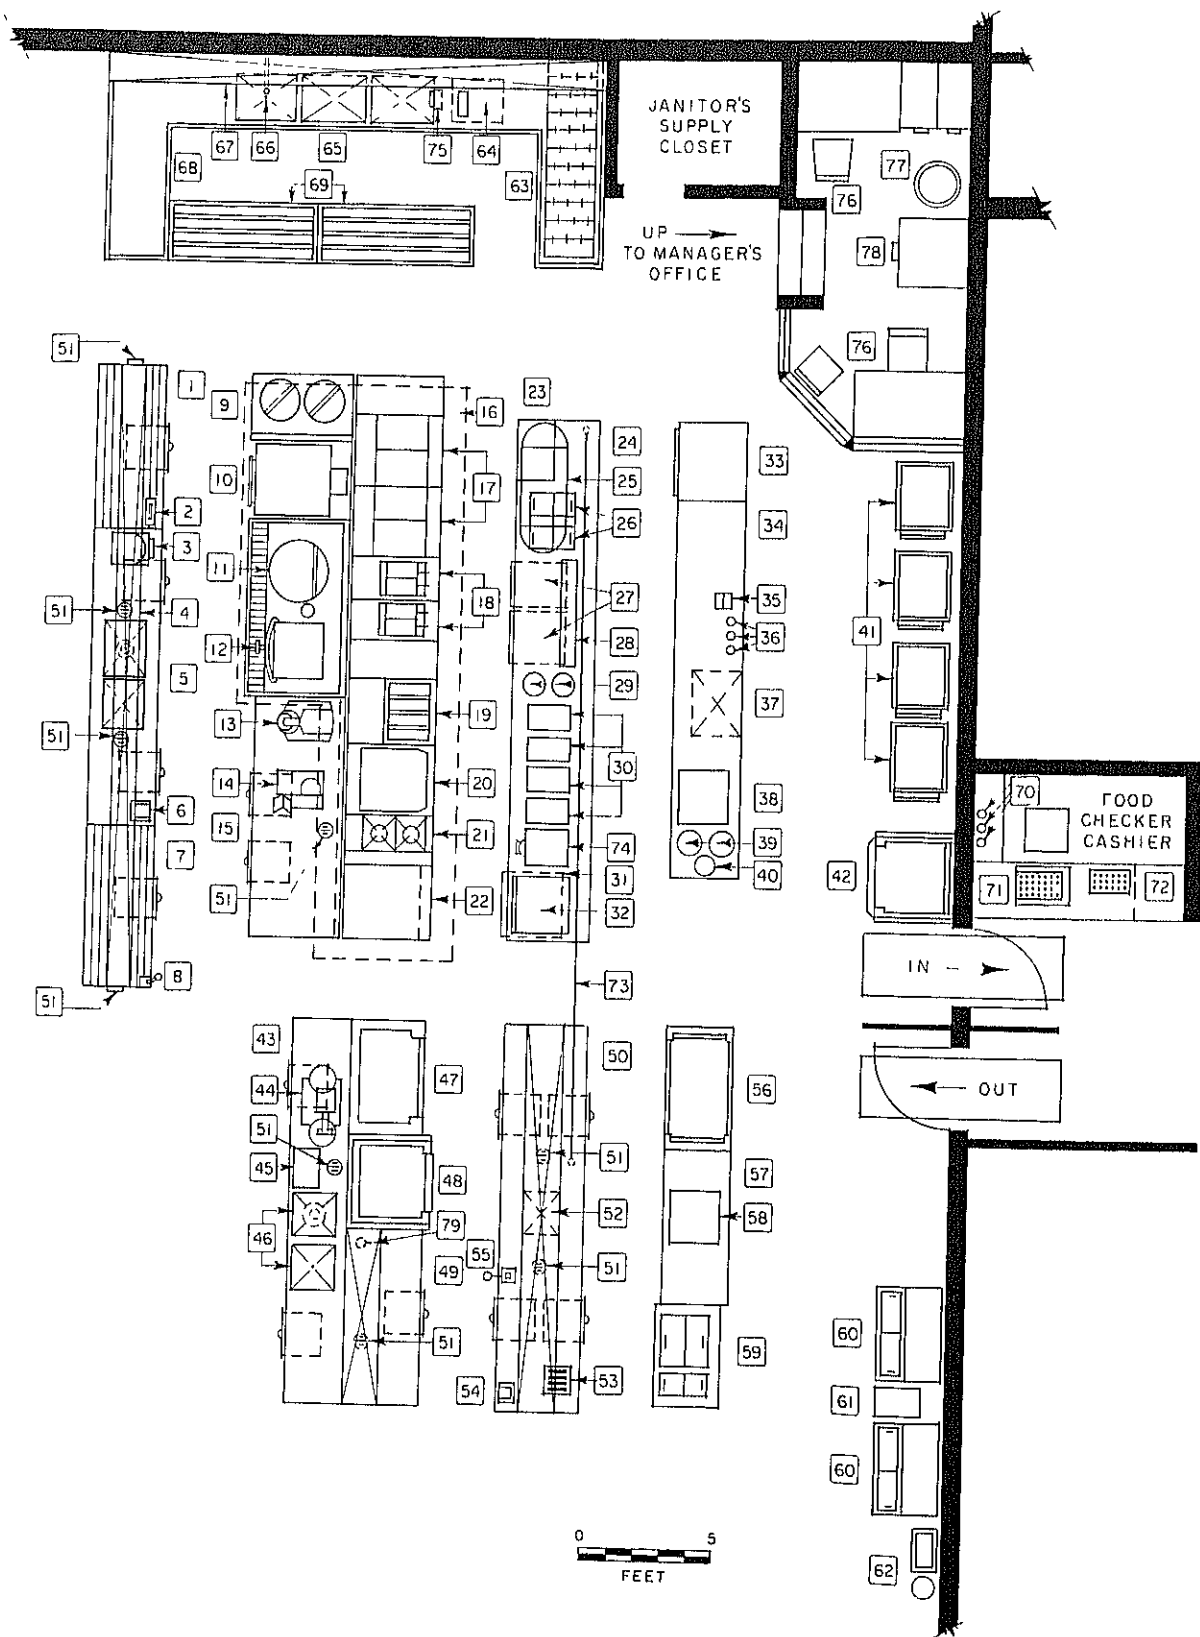 JANITOR'S
SUPPLY
CLOSET
67 66 65 75 64
68 69 63
77
76
UP
TO MANAGER'S
OFFICE
78
51
76
1 9 16 23
24 33
10 17 25
2 26 34
3
11 18 27 35
51 4 36 41
12 28
5 29 37
13 19
51
14 20 30 38 70
FOOD
CHECKER
CASHIER
6
15 21 74 39
7 31 40 42 71 72
51 22 32
8 IN
51 73
43 50
44 47 56 OUT
51 51
45 48 57
52 58
46 79
55
49 51
51 60
59
54 53 61
60
0 5
FEET
62